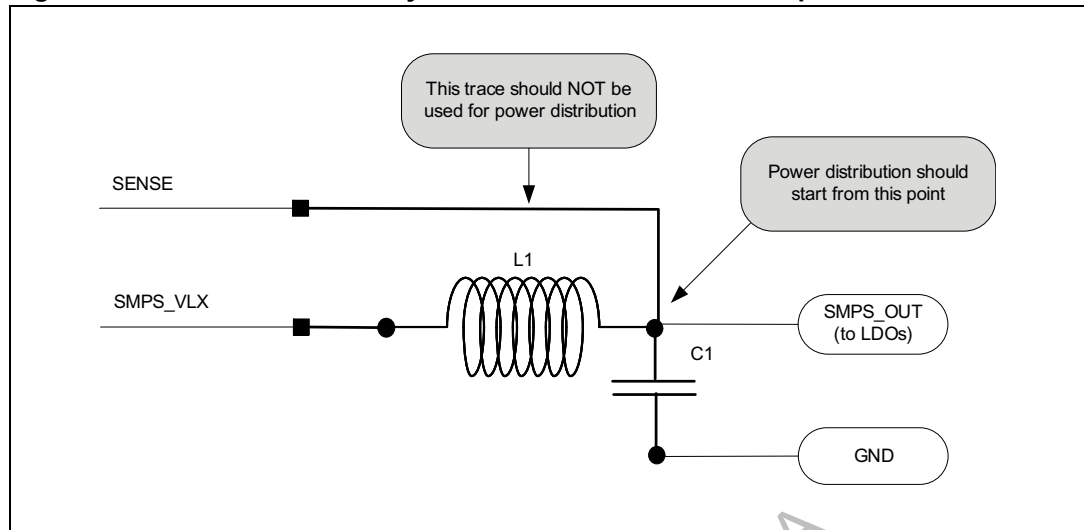 This trace should NOT be
used for power distribution
Power distribution should
start from this point
SENSE
L1
SMPS_VLX
SMPS_OUT
(to LDOs)
C1
GND